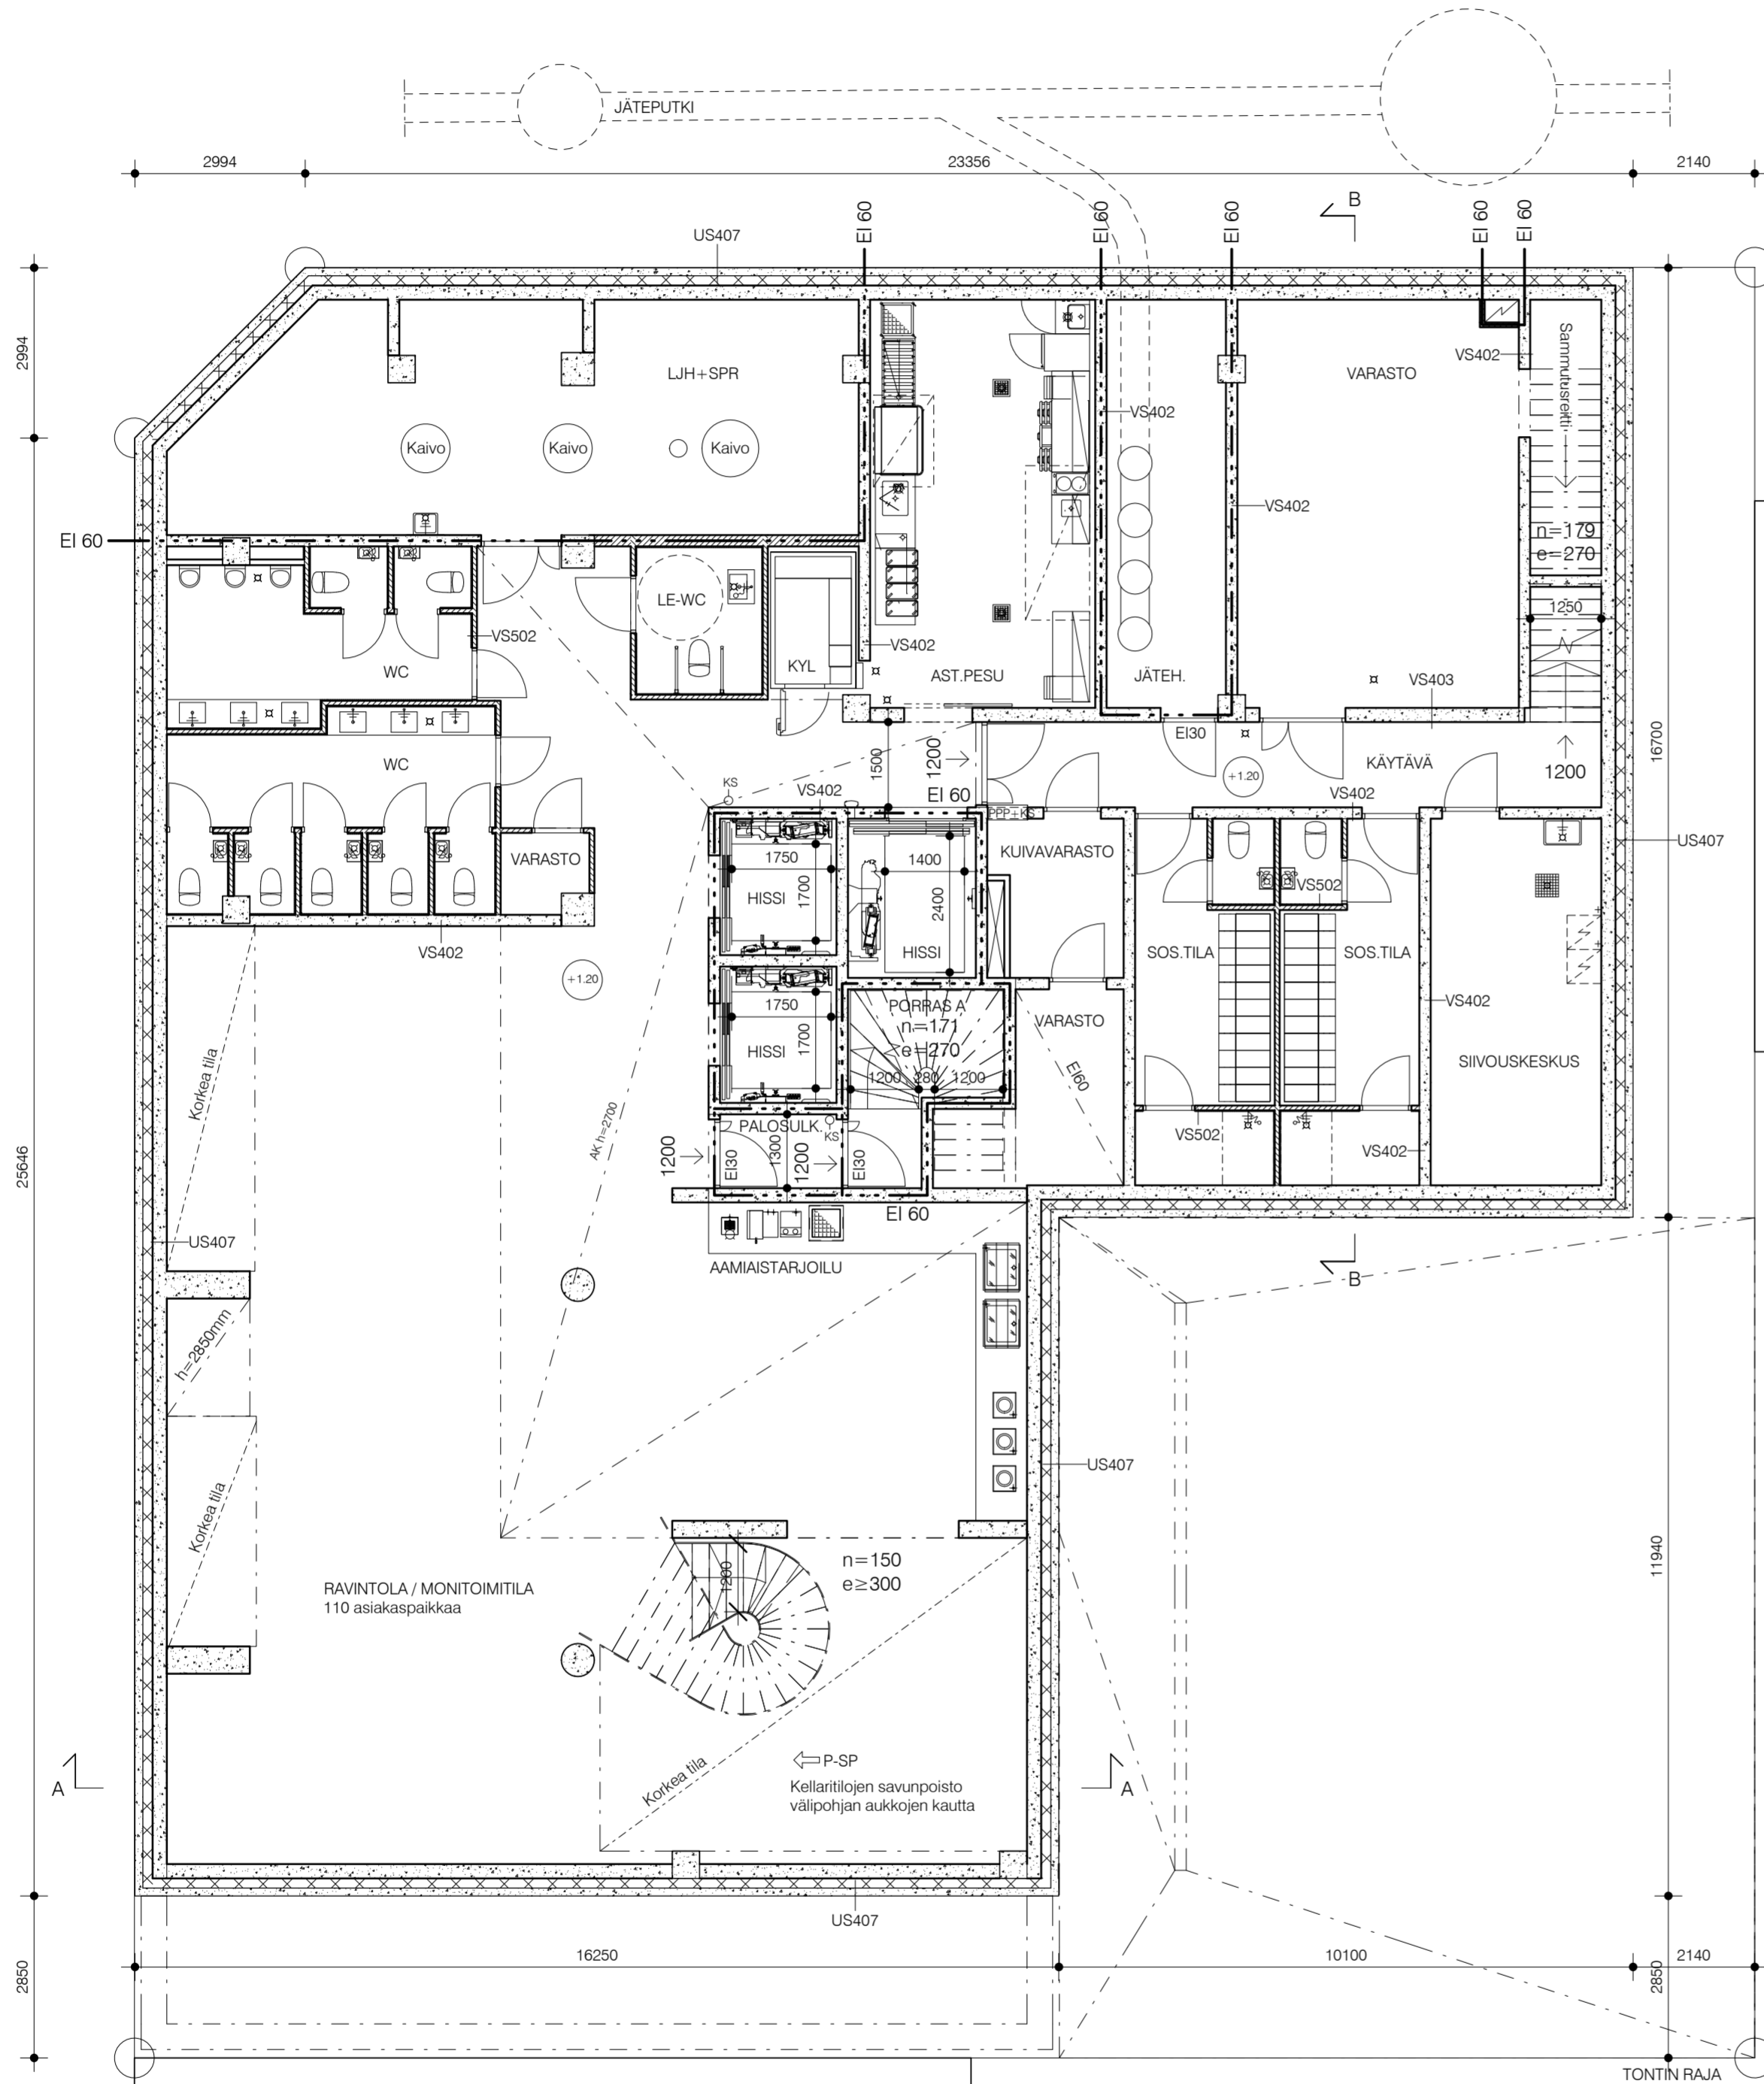 JÄTEPUTKI
2994
23356
2140
B
EI 60
EI 60
EI 60
EI 60
EI 60
US407
2994
LJH+SPR
VARASTO
VS402
Sammutusreitti
VS402
Kaivo
Kaivo
Kaivo
VS402
EI 60
n=179
e=270
1250
LE-WC
VS502
VS402
WC
KYL
AST.PESU
JÄTEH.
VS403
16700
EI30
1500
1200
KÄYTÄVÄ
1200
WC
+1.20
KS
VS402
EI 60
VS402
PPP+KS
VARASTO
1750
1400
KUIVAVARASTO
US407
HISSI
1700
2400
VS502
HISSI
VS402
SOS.TILA
SOS.TILA
+1.20
VS402
1750
PORRAS A
n=171
e=270
VARASTO
HISSI
1700
SIIVOUSKESKUS
Korkea tila
1200
280
1200
EI60
AK h=2700
PALOSULK.
KS
VS502
VS402
1200
EI30
1300
1200
EI30
25646
EI 60
US407
AAMIAISTARJOILU
B
h=2850mm
US407
Korkea tila
11940
n=150
e≥300
1200
RAVINTOLA / MONITOIMITILA
110 asiakaspaikkaa
P-SP
Korkea tila
Kellaritilojen savunpoisto
välipohjan aukkojen kautta
A
A
US407
16250
10100
2140
2850
2850
TONTIN RAJA